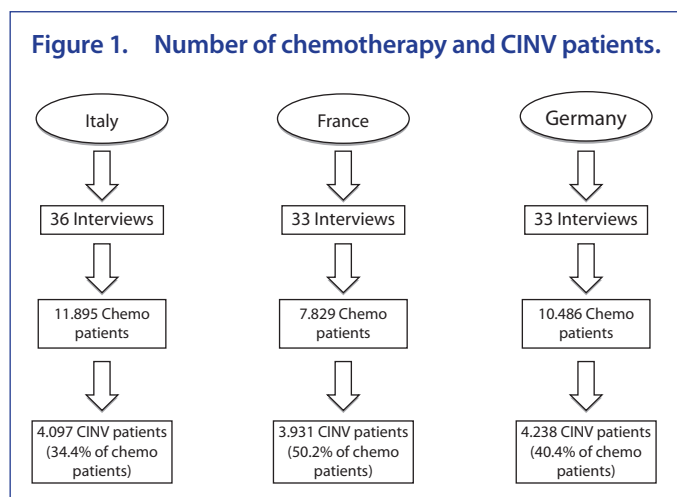 Figure 1. Number of chemotherapy and CINV patients.
Italy
36 Interviews
11.895 Chemo
patients
4.097 CINV patients
(34.4% of chemo
patients)
France
33 Interviews
7.829 Chemo
patients
3.931 CINV patients
(50.2% of chemo
patients)
Germany
33 Interviews
10.486 Chemo
patients
4.238 CINV patients
(40.4% of chemo
patients)